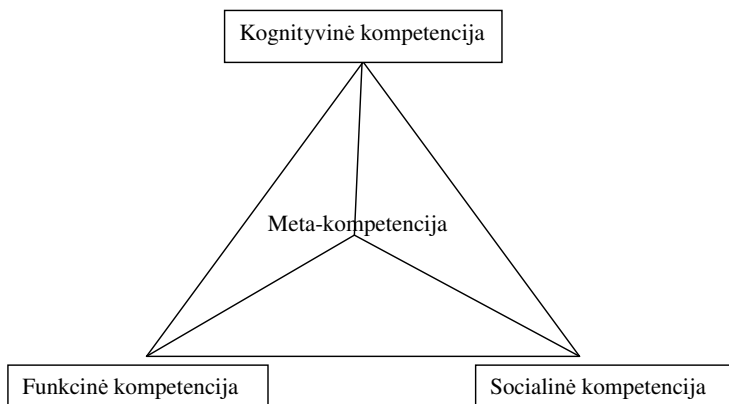 Kognityvinė kompetencija
Meta-kompetencija
Funkcinė kompetencija
Socialinė kompetencija